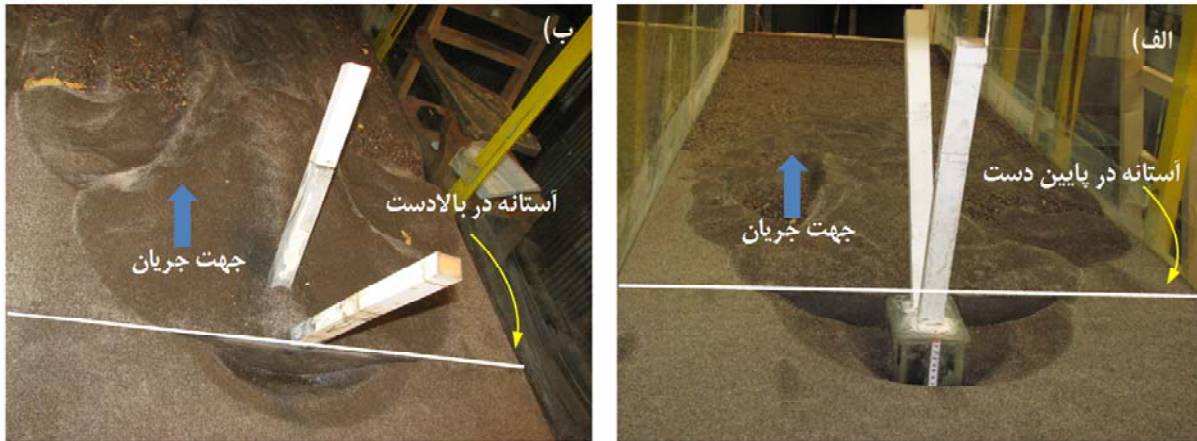 الف)
آستانه در پایین دست
جهت جریان
ب)
آستانه در بالادست
جهت جریان